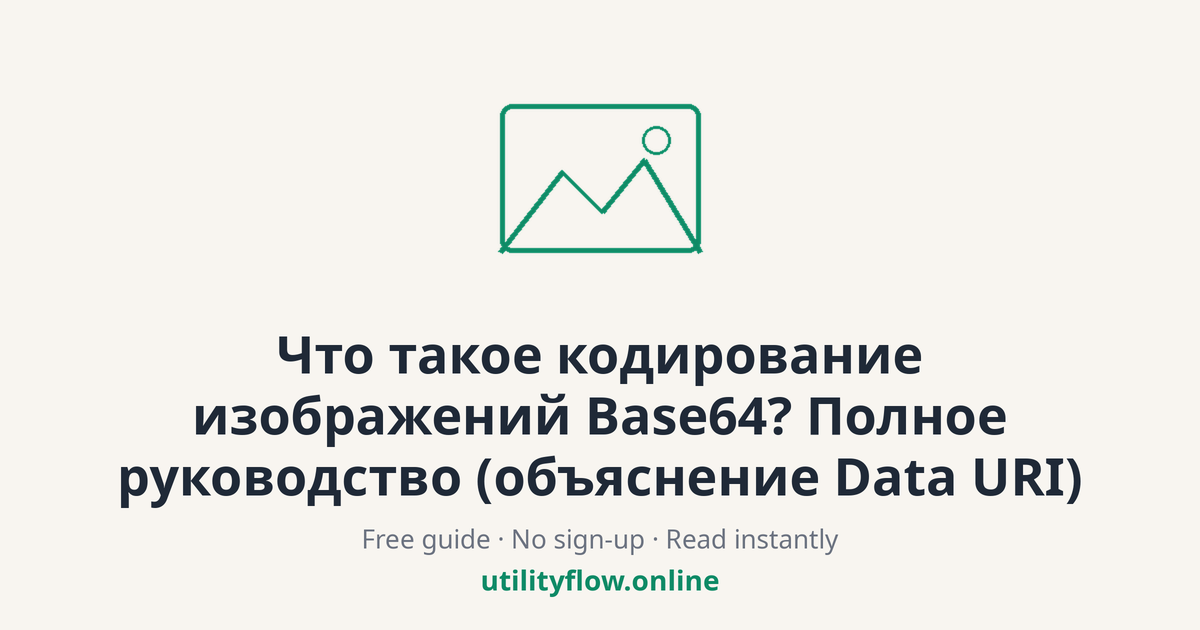 Что такое кодирование
изображений Base64? Полное
руководство (объяснение Data URI)
Free guide · No sign-up · Read instantly
utilityflow.online